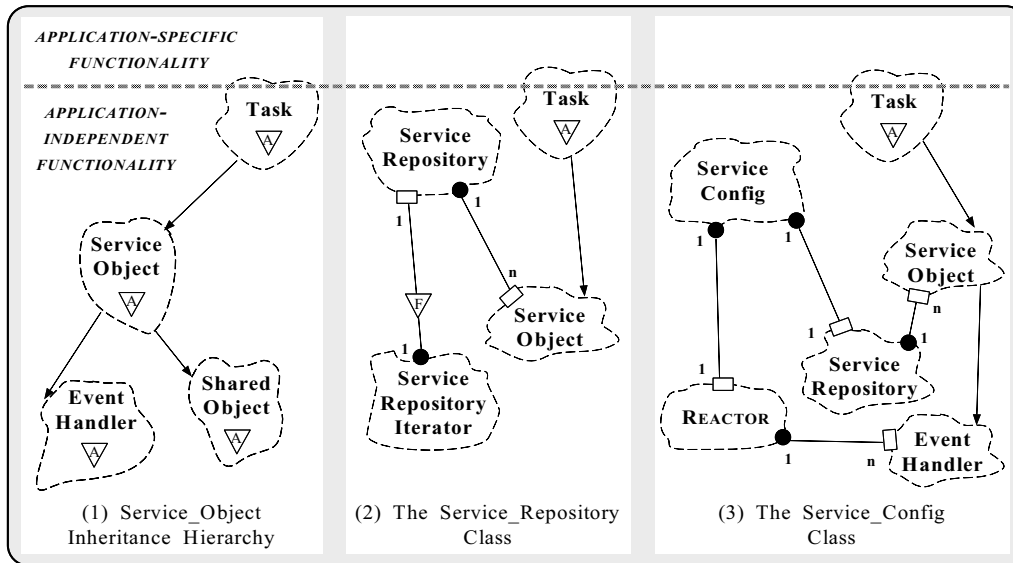 APPLICATION-SPECIFIC
FUNCTIONALITY
APPLICATION-
INDEPENDENT
FUNCTIONALITY
Task
A
Service
Object
A
Event
Handler
A
Shared
Object
A
(1) Service_Object
Inheritance Hierarchy
Service
Repository
Task
A
1
1
n
F
Service
Object
1
Service
Repository
Iterator
(2) The Service_Repository
Class
Task
A
Service
Config
1
1
Service
Object
n
1
1
Service
Repository
1
REACTOR
1
n
Event
Handler
(3) The Service_Config
Class